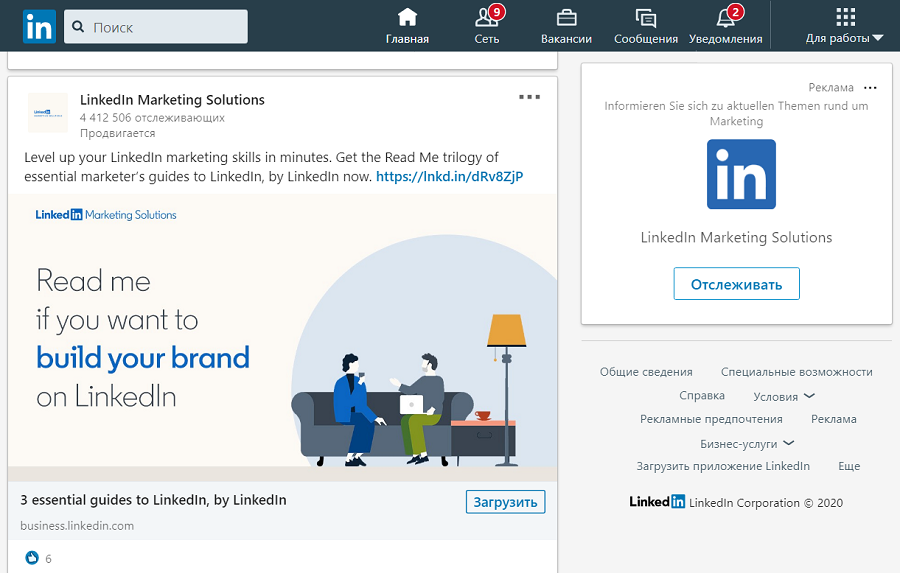 in
Поиск
Главная
9
Сеть
Вакансии
Сообщения
2
Уведомления
Для работы
LinkedIn Marketing Solutions
4 412 506 отслеживающих
Продвигается
Level up your LinkedIn marketing skills in minutes. Get the Read Me trilogy of
essential marketer’s guides to LinkedIn, by LinkedIn now. https://lnkd.in/dRv8ZjP
LinkedIn Marketing Solutions
Read me
if you want to
build your brand
on LinkedIn
3 essential guides to LinkedIn, by LinkedIn
Загрузить
business.linkedin.com
6
Реклама
Informieren Sie sich zu aktuellen Themen rund um
Marketing
in
LinkedIn Marketing Solutions
Отслеживать
Общие сведения Специальные возможности
Справка Условия
Рекламные предпочтения Реклама
Бизнес-услуги
Загрузить приложение LinkedIn Еще
LinkedIn LinkedIn Corporation © 2020